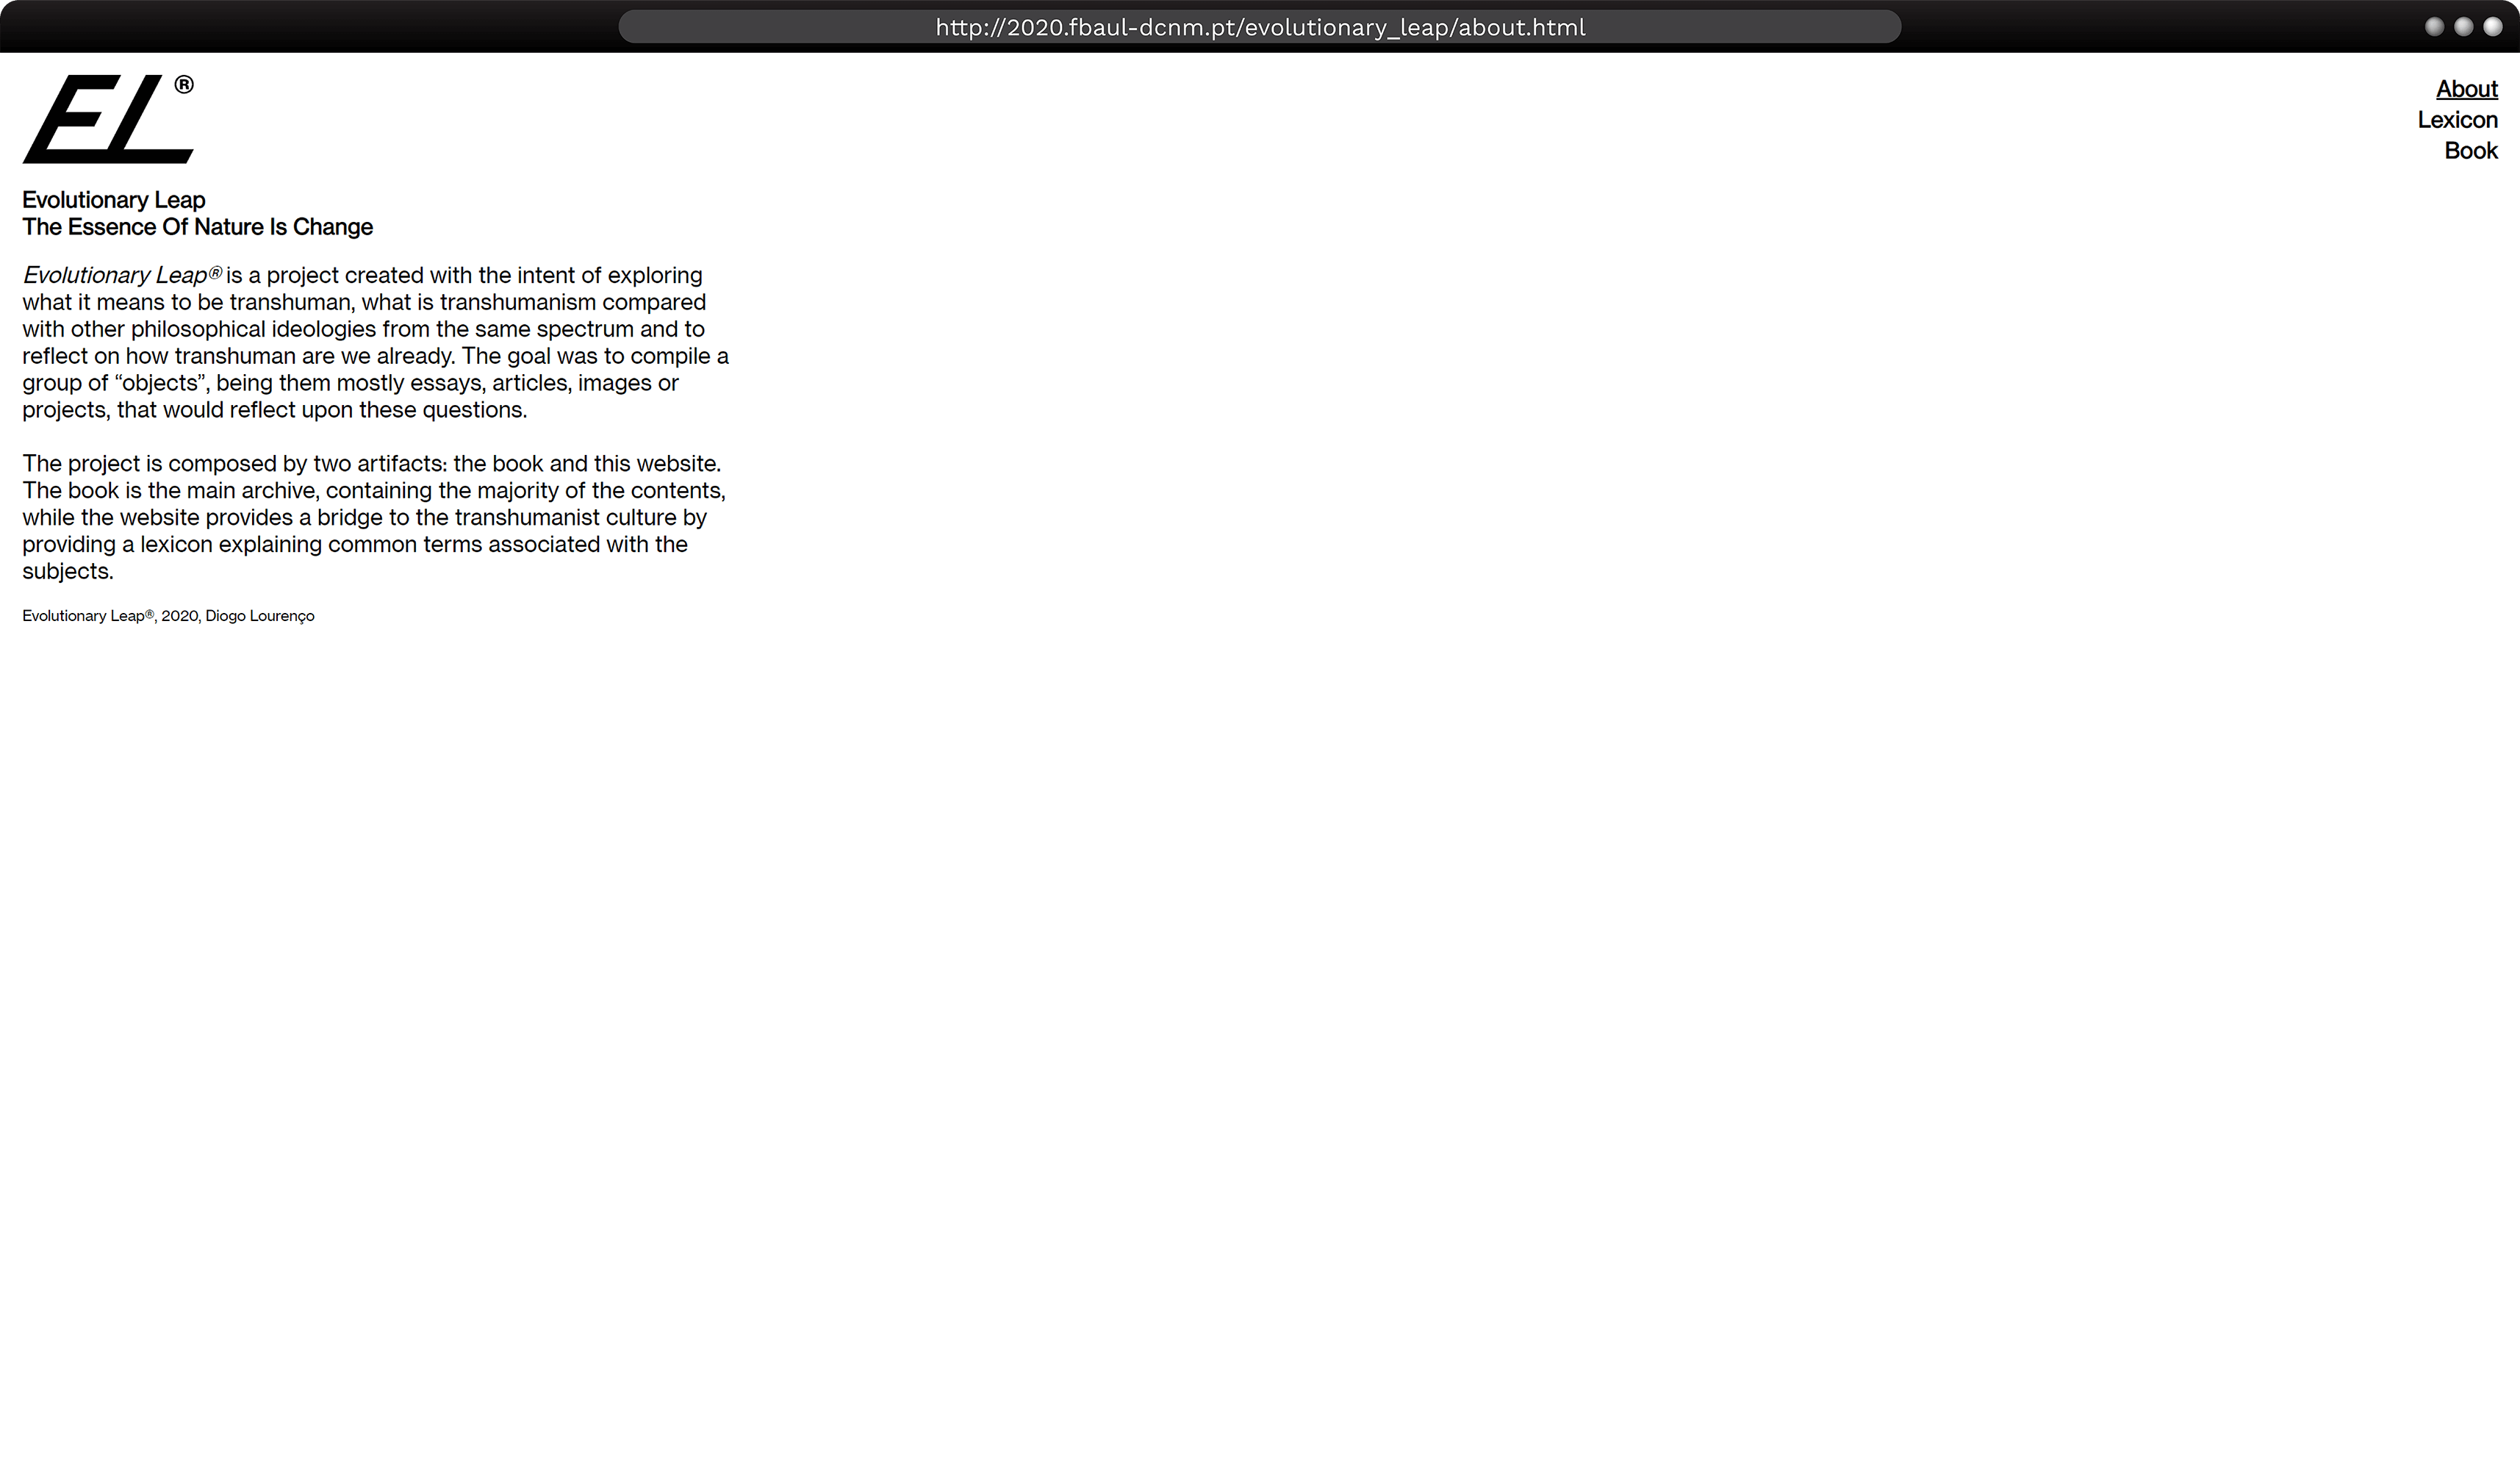 http://2020.fbaul-dcnm.pt/evolutionary_leap/about.html
EL®
About
Lexicon
Book
Evolutionary Leap
The Essence Of Nature Is Change
Evolutionary Leap® is a project created with the intent of exploring
what it means to be transhuman, what is transhumanism compared
with other philosophical ideologies from the same spectrum and to
reflect on how transhuman are we already. The goal was to compile a
group of “objects”, being them mostly essays, articles, images or
projects, that would reflect upon these questions.
The project is composed by two artifacts: the book and this website.
The book is the main archive, containing the majority of the contents,
while the website provides a bridge to the transhumanist culture by
providing a lexicon explaining common terms associated with the
subjects.
Evolutionary Leap®, 2020, Diogo Lourenço